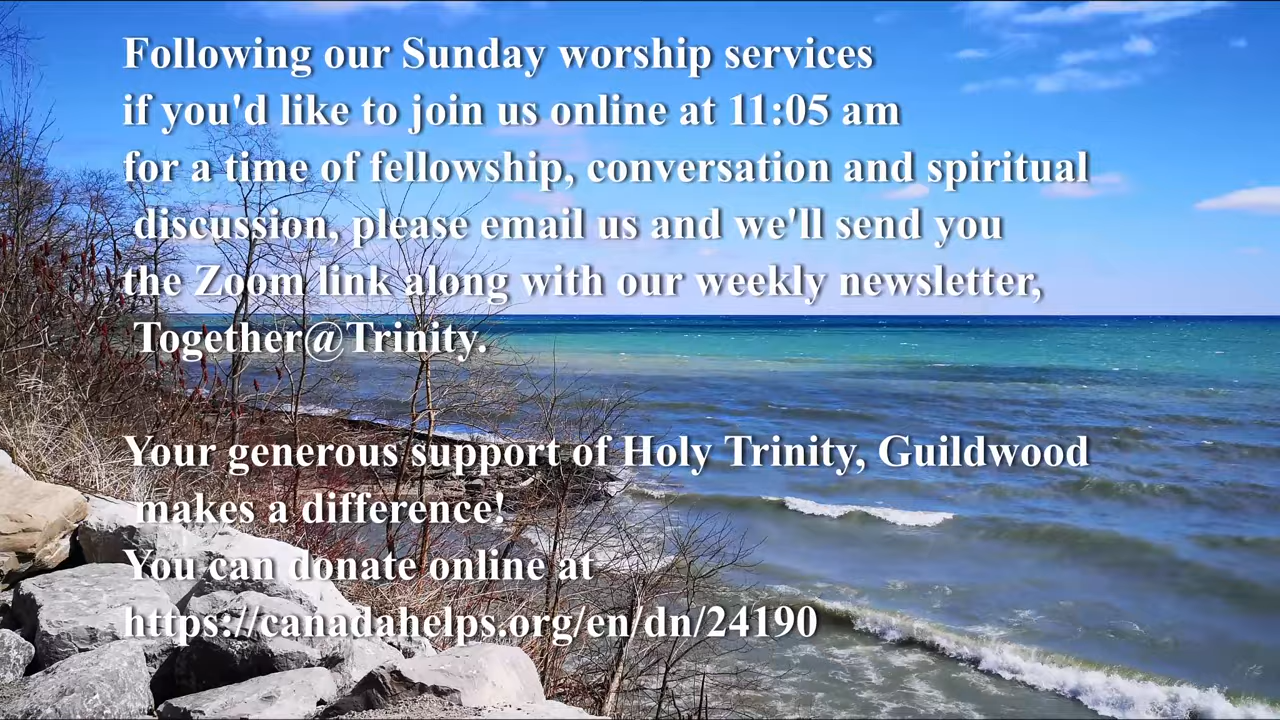 Following our Sunday worship services
if you'd like to join us online at 11:05 am
for a time of fellowship, conversation and spiritual
discussion, please email us and we'll send you
the Zoom link along with our weekly newsletter,
Together@Trinity.
Your generous support of Holy Trinity, Guildwood
makes a difference!
You can donate online at
https://canadahelps.org/en/dn/24190